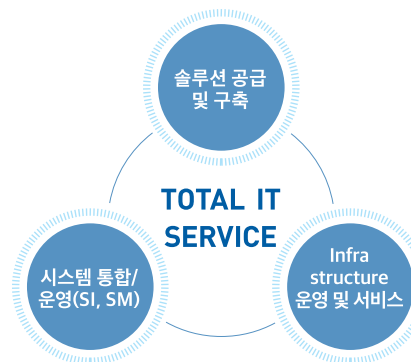 솔루션 공급
및 구축
TOTAL IT
SERVICE
시스템 통합/
운영(SI, SM)
Infra
structure
운영 및 서비스